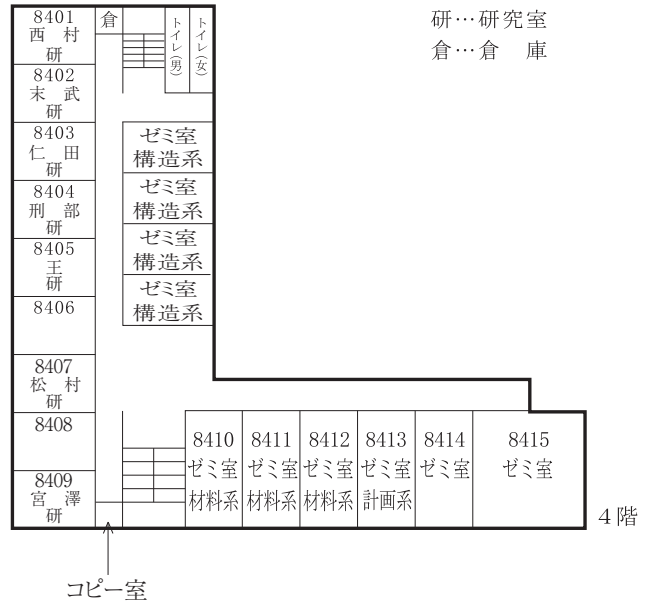 8401
西 村
研
8402
末 武
研
8403
仁 田
研
8404
刑 部
研
8405
王
研
8406
8407
松 村
研
8408
8409
宮 澤
研
倉
トイレ(男)
トイレ(女)
ゼミ室
構造系
ゼミ室
構造系
ゼミ室
構造系
ゼミ室
構造系
研…研究室
倉…倉 庫
8410
ゼミ室
材料系
8411
ゼミ室
材料系
8412
ゼミ室
材料系
8413
ゼミ室
計画系
8414
ゼミ室
8415
ゼミ室
4階
コピー室